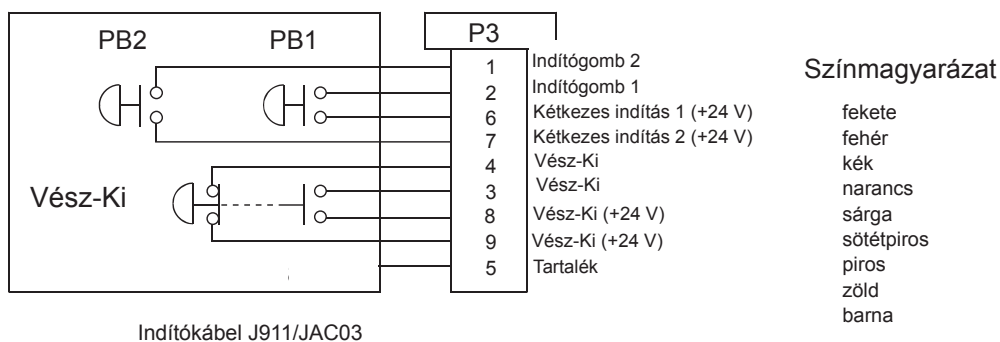 PB2 PB1 P3
1 Indítógomb 2
2 Indítógomb 1
6 Kétkezes indítás 1 (+24 V)
7 Kétkezes indítás 2 (+24 V)
4 Vész-Ki
3 Vész-Ki
8 Vész-Ki (+24 V)
9 Vész-Ki (+24 V)
5 Tartalék
Vész-Ki
Indítókábel J911/JAC03
Színmagyarázat
fekete
fehér
kék
narancs
sárga
sötétpiros
piros
zöld
barna